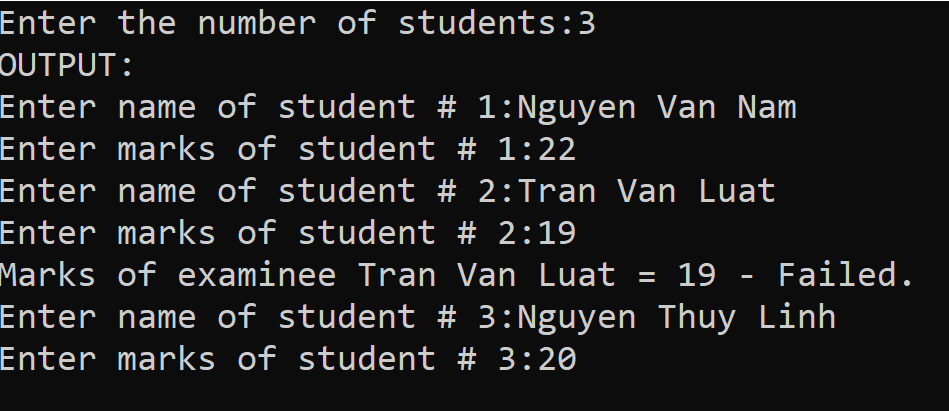 Enter the number of students:3
OUTPUT:
Enter name of student # 1:Nguyen Van Nam
Enter marks of student # 1:22
Enter name of student # 2:Tran Van Luat
Enter marks of student # 2:19
Marks of examinee Tran Van Luat = 19 - Failed.
Enter name of student # 3:Nguyen Thuy Linh
Enter marks of student # 3:20